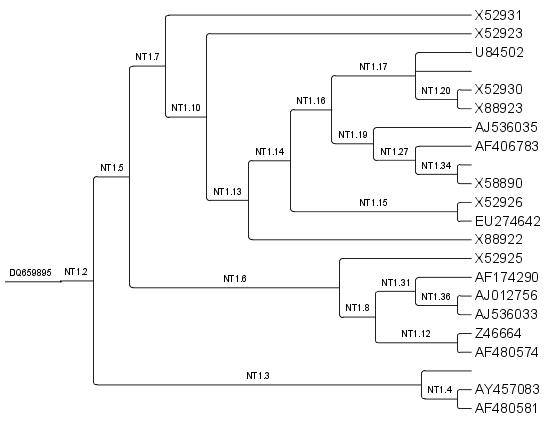 X52931
X52923
U84502
NT1.7
NT1.17
X52930
NT1.20
NT1.16
NT1.10
X88923
AJ536035
NT1.19
AF406783
NT1.27
NT1.14
NT1.34
NT1.5
X58890
NT1.13
X52926
NT1.15
EU274642
X88922
X52925
DQ659895
NT1.2
NT1.6
AF174290
NT1.31
AJ012756
NT1.36
NT1.8
AJ536033
Z46664
NT1.12
AF480574
NT1.3
AY457083
NT1.4
AF480581